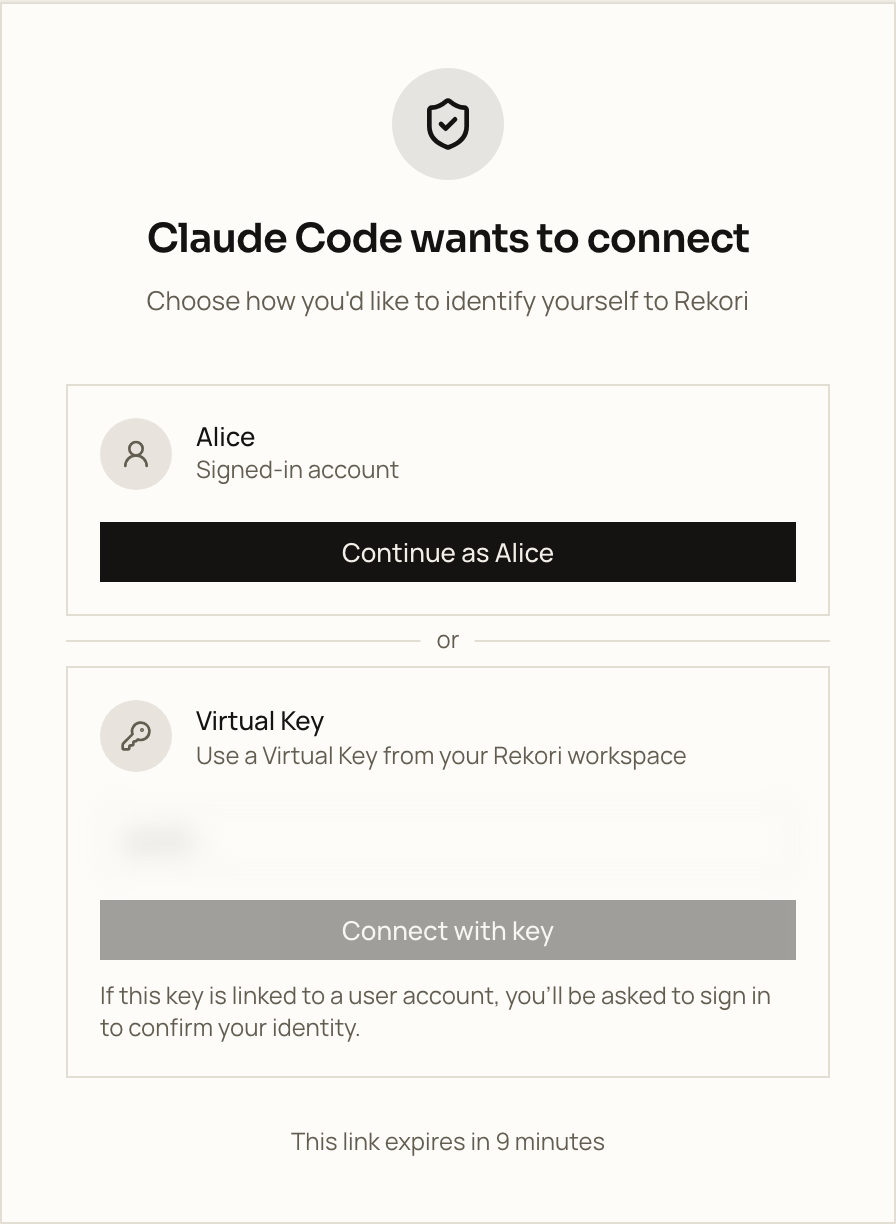 Claude Code wants to connect
Choose how you'd like to identify yourself to Rekori
Alice
Signed-in account
Continue as Alice
or
Virtual Key
Use a Virtual Key from your Rekori workspace
Connect with key
If this key is linked to a user account, you'll be asked to sign in
to confirm your identity.
This link expires in 9 minutes